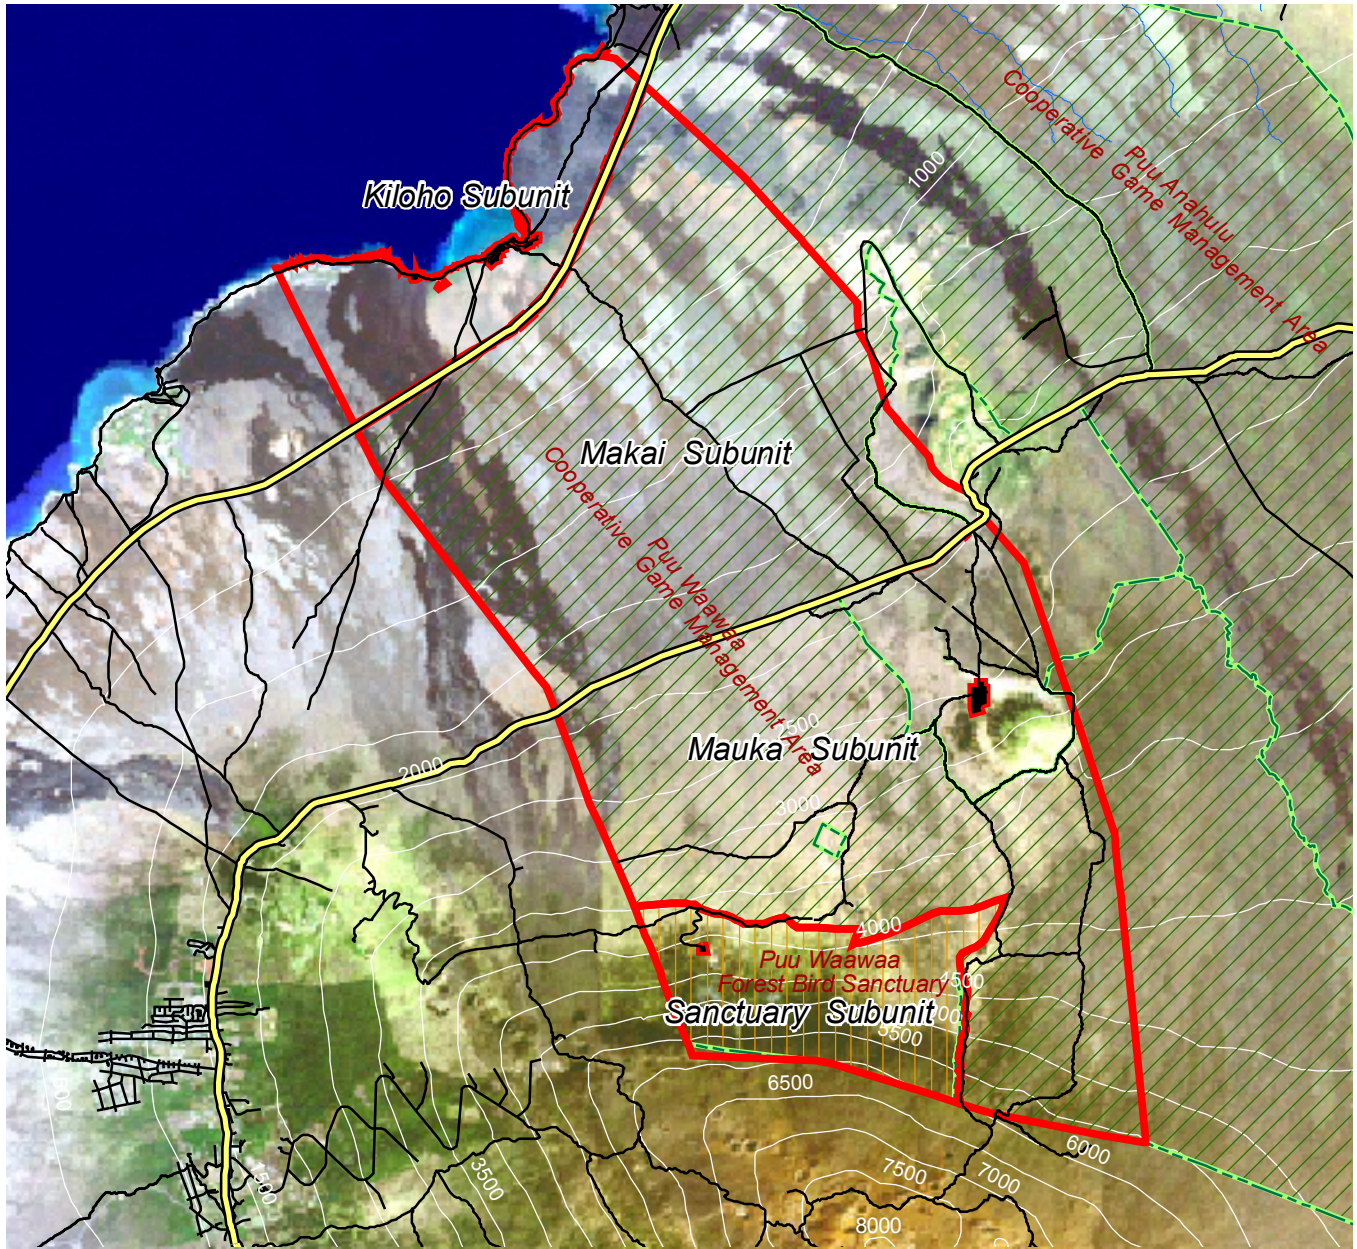 Cooperative
Puu Anahulu
Game Management Area
1000
Kiloho Subunit
Makai Subunit
Cooperative
Puu Waawaa
Game Management Area
2000
Mauka Subunit
3000
4000
Puu Waawaa
Forest Bird Sanctuary
4500
Sanctuary Subunit
5500
6500
6000
7500
7000
8000
3500
1500